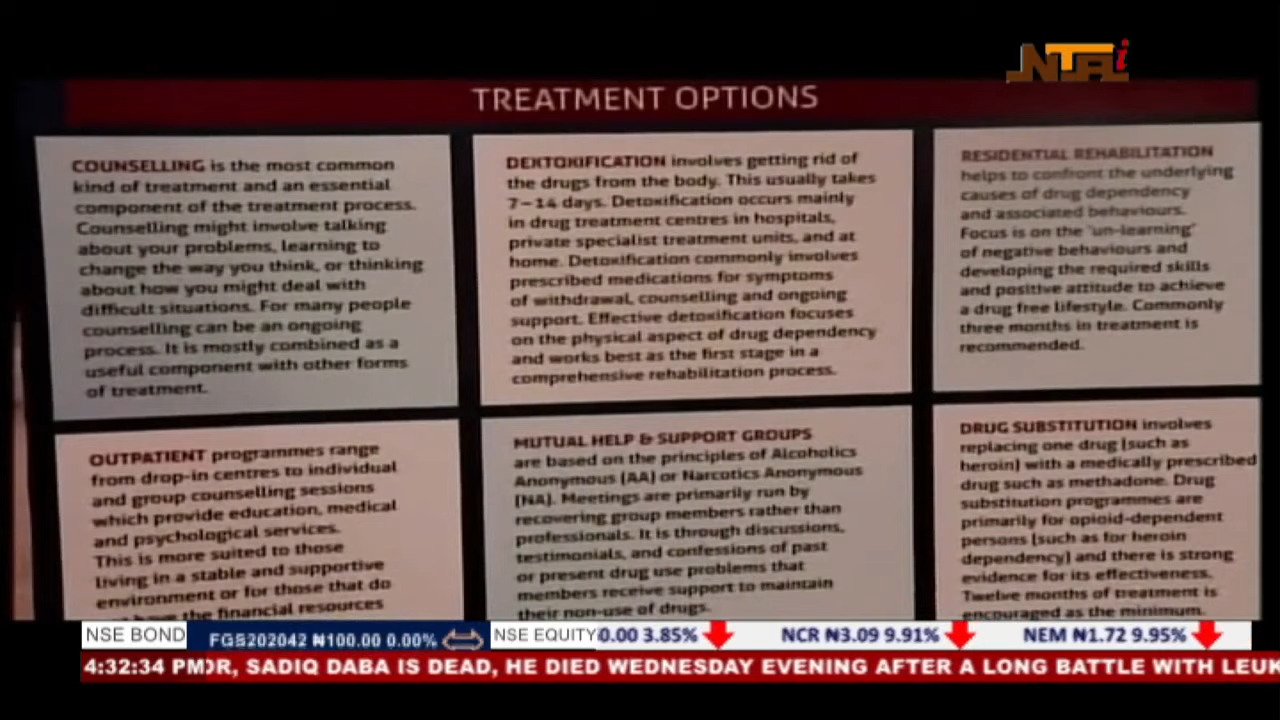 NTAi
TREATMENT OPTIONS
COUNSELLING is the most common
kind of treatment and an essential
component of the treatment process.
Counselling might involve talking
about your problems, learning to
change the way you think, or thinking
about how you might deal with
difficult situations. For many people
counselling can be an ongoing
process. It is mostly combined as a
useful component with other forms
of treatment.
DEXTOXIFICATION involves getting rid of
the drugs from the body. This usually takes
7–14 days. Detoxification occurs mainly
in drug treatment centres in hospitals,
private specialist treatment units, and at
home. Detoxification commonly involves
prescribed medications for symptoms
of withdrawal, counselling and ongoing
support. Effective detoxification focuses
on the physical aspect of drug dependency
and works best as the first stage in a
comprehensive rehabilitation process.
RESIDENTIAL REHABILITATION
helps to confront the underlying
causes of drug dependency
and associated behaviours.
Focus is on the 'un-learning'
of negative behaviours and
developing the required skills
and positive attitude to achieve
a drug free lifestyle. Commonly
three months in treatment is
recommended.
OUTPATIENT programmes range
from drop-in centres to individual
and group counselling sessions
which provide education, medical
and psychological services.
This is more suited to those
living in a stable and supportive
environment or for those that do
have the financial resources
MUTUAL HELP & SUPPORT GROUPS
are based on the principles of Alcoholics
Anonymous (AA) or Narcotics Anonymous
(NA). Meetings are primarily run by
recovering group members rather than
professionals. It is through discussions,
testimonials, and confessions of past
or present drug use problems that
members receive support to maintain
their non-use of drugs.
DRUG SUBSTITUTION involves
replacing one drug (such as
heroin) with a medically prescribed
drug such as methadone. Drug
substitution programmes are
primarily for opioid-dependent
persons (such as for heroin
dependency) and there is strong
evidence for its effectiveness.
Twelve months of treatment is
encouraged as the minimum.
NSE BOND FGS202042 ₦100.00 0.00% NSE EQUITY 0.00 3.85% NCR ₦3.09 9.91% NEM ₦1.72 9.95%
4:32:34 PM OR, SADIQ DABA IS DEAD, HE DIED WEDNESDAY EVENING AFTER A LONG BATTLE WITH LEUK